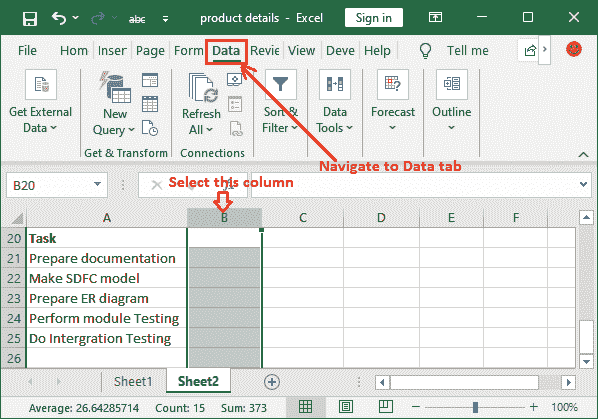 abc product details - Excel Sign in
File Hom Inser Page Form Data Revie View Deve Help Tell me
Get External Data New Query Refresh All Sort & Filter Data Tools Forecast Outline
Get & Transform Connections
Navigate to Data tab
Select this column
B20
A B C D E F
20 Task
21 Prepare documentation
22 Make SDFC model
23 Prepare ER diagram
24 Perform module Testing
25 Do Intergration Testing
26
Sheet1 Sheet2
Average: 26.64285714 Count: 15 Sum: 373 100%